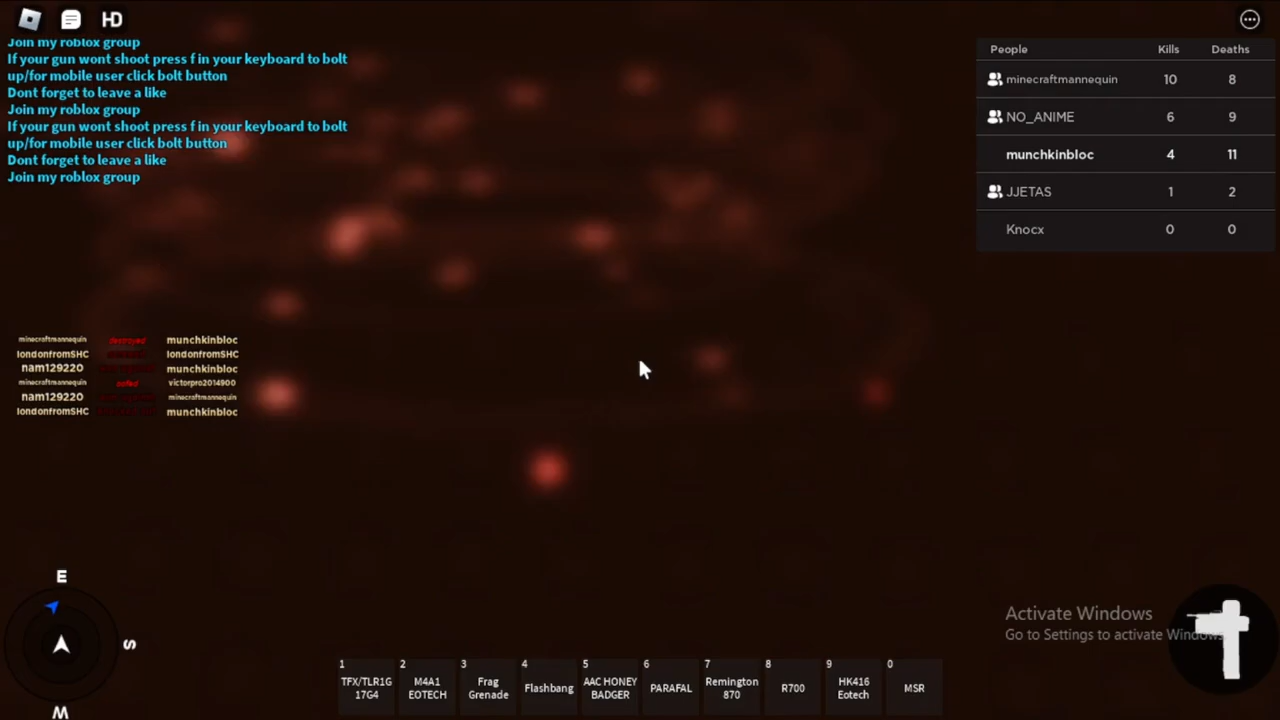 HD
Join my roblox group
If your gun wont shoot press f in your keyboard to bolt
up/for mobile user click bolt button
Dont forget to leave a like
Join my roblox group
If your gun wont shoot press f in your keyboard to bolt
up/for mobile user click bolt button
Dont forget to leave a like
Join my roblox group
People Kills Deaths
minecraftmannequin 10 8
NO_ANIME 6 9
munchkinbloc 4 11
JJETAS 1 2
Knocx 0 0
minecraftmannequin destroyed munchkinbloc
londonfromSHC londonfromSHC
nam129220 munchkinbloc
minecraftmannequin victorpro2014900
nam129220 minecraftmannequin
londonfromSHC munchkinbloc
E
S
W
Activate Windows
Go to Settings to activate Windows.
1 2 3 4 5 6 7 8 9 0
TFX/TLR1G M4A1 Frag Flashbang AAC HONEY PARAFAL Remington R700 HK416 MSR
17G4 EOTECH Grenade BADGER 870 Eotech